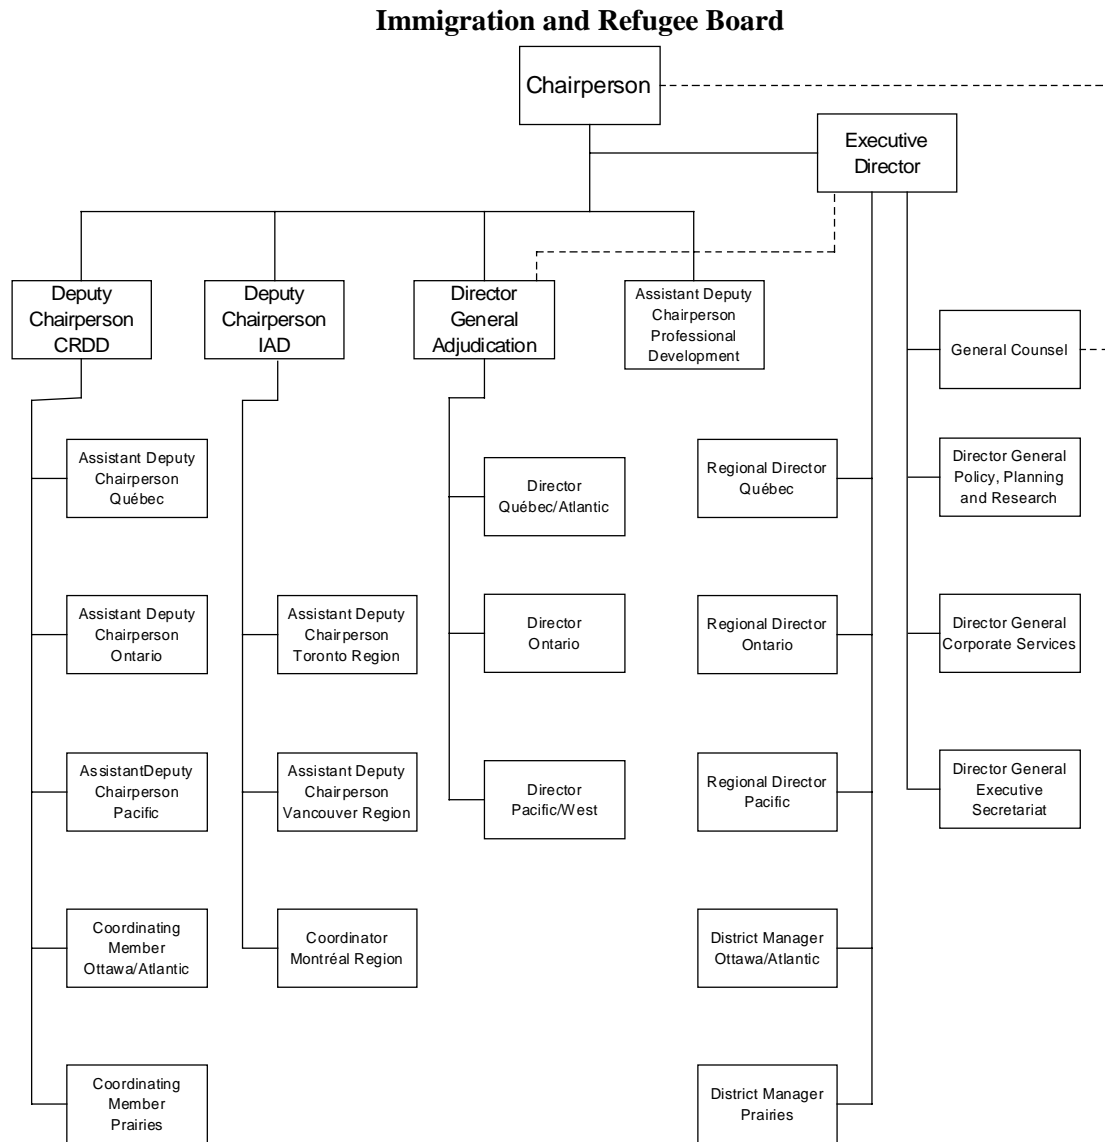 Immigration and Refugee Board
Chairperson
Executive
Director
Deputy
Chairperson
CRDD
Deputy
Chairperson
IAD
Director
General
Adjudication
Assistant Deputy
Chairperson
Professional
Development
General Counsel
Assistant Deputy
Chairperson
Québec
Director
Québec/Atlantic
Regional Director
Québec
Director General
Policy, Planning
and Research
Assistant Deputy
Chairperson
Ontario
Assistant Deputy
Chairperson
Toronto Region
Director
Ontario
Regional Director
Ontario
Director General
Corporate Services
AssistantDeputy
Chairperson
Pacific
Assistant Deputy
Chairperson
Vancouver Region
Director
Pacific/West
Regional Director
Pacific
Director General
Executive
Secretariat
Coordinating
Member
Ottawa/Atlantic
Coordinator
Montréal Region
District Manager
Ottawa/Atlantic
Coordinating
Member
Prairies
District Manager
Prairies